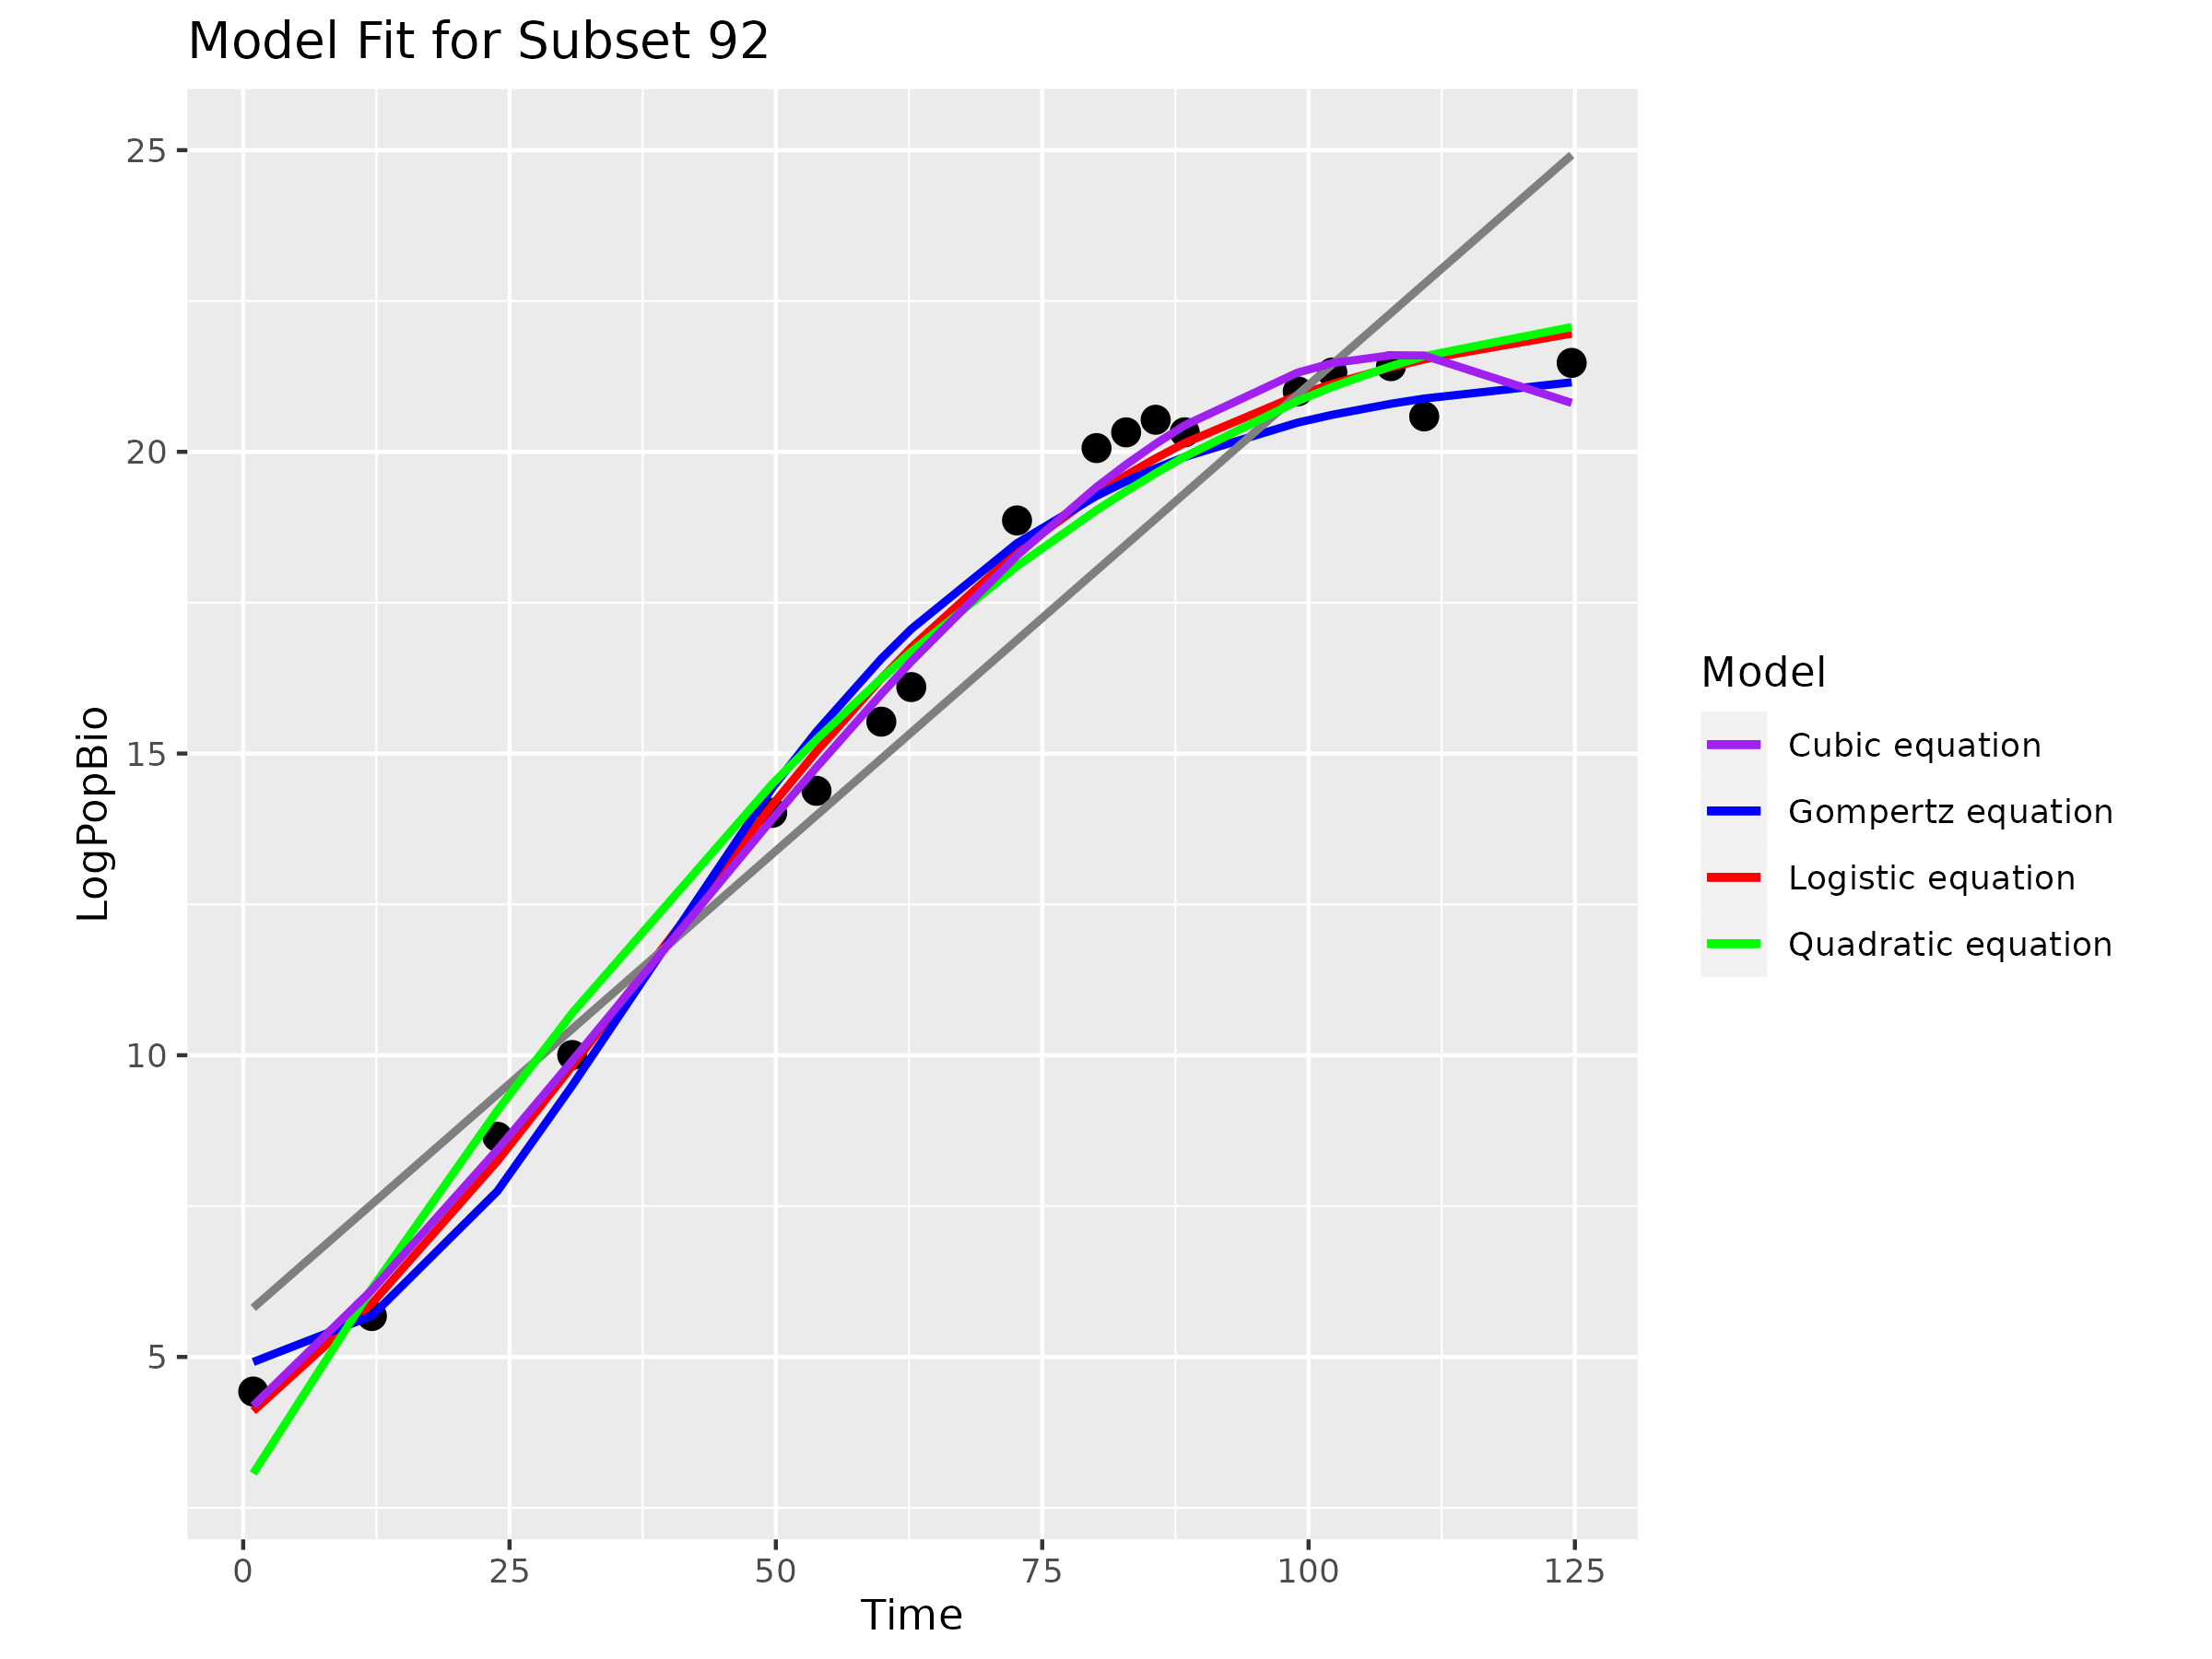 Model Fit for Subset 92
25
20
15
10
5
LogPopBio
0 25 50 75 100 125
Time
Model
Cubic equation
Gompertz equation
Logistic equation
Quadratic equation